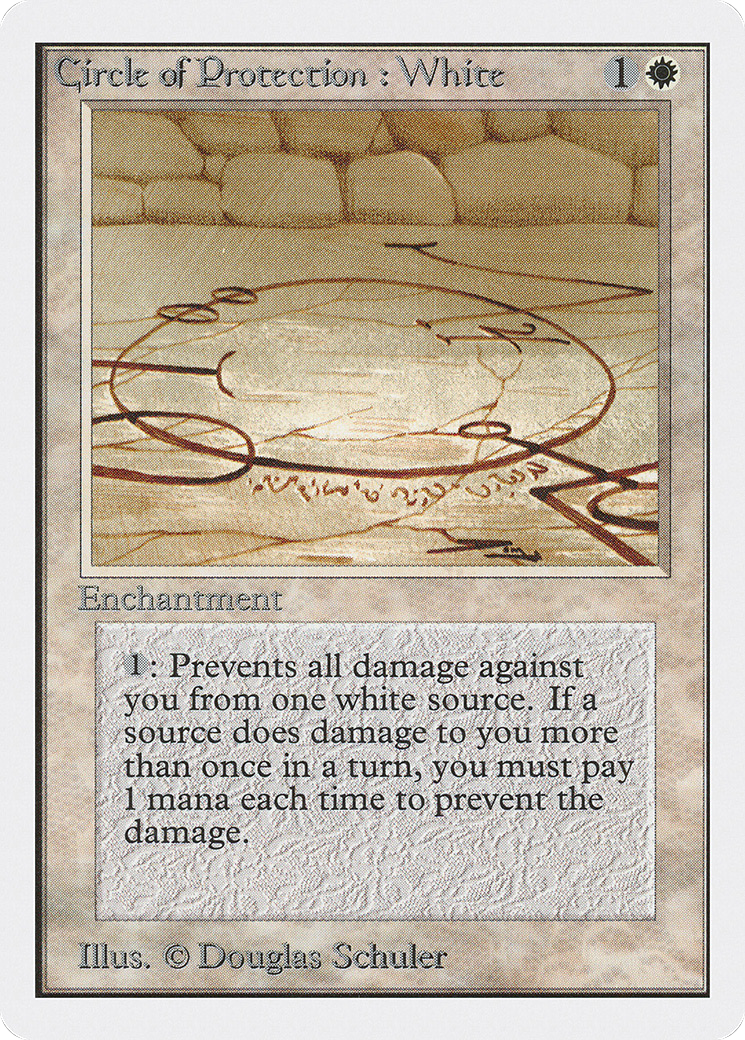 Circle of Protection : White 1
Enchantment
1: Prevents all damage against
you from one white source. If a
source does damage to you more
than once in a turn, you must pay
1 mana each time to prevent the
damage.
Illus. © Douglas Schuler